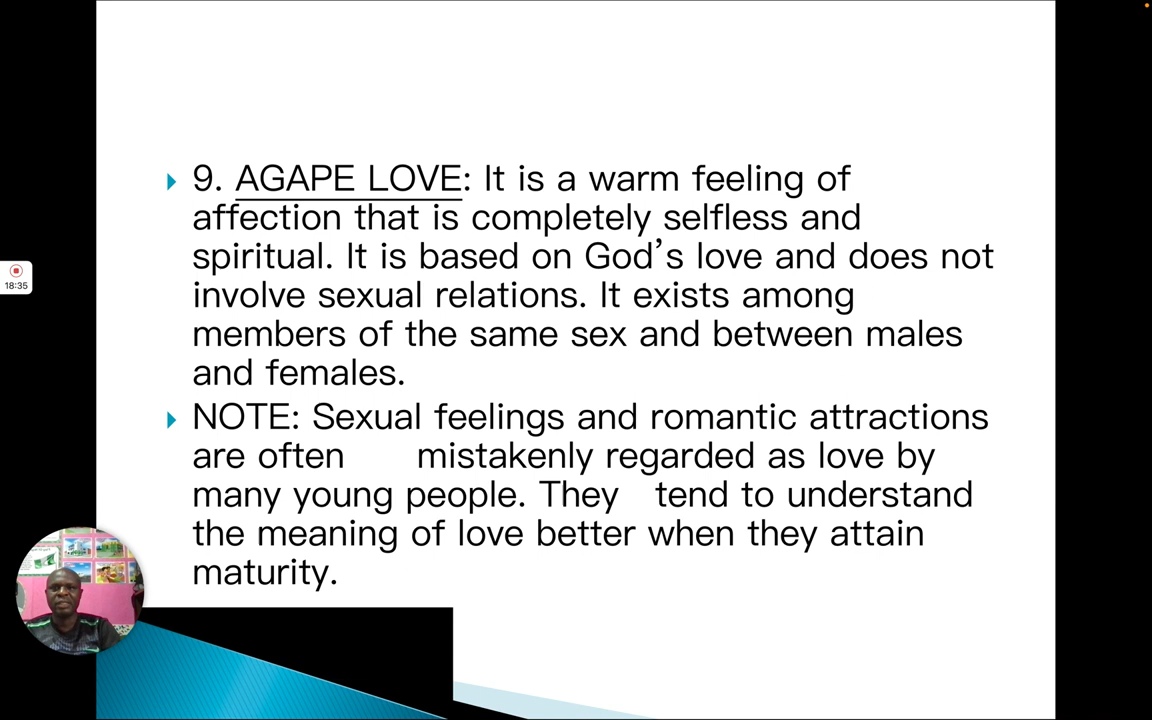 9. AGAPE LOVE: It is a warm feeling of
affection that is completely selfless and
spiritual. It is based on God’s love and does not
involve sexual relations. It exists among
members of the same sex and between males
and females.
NOTE: Sexual feelings and romantic attractions
are often mistakenly regarded as love by
many young people. They tend to understand
the meaning of love better when they attain
maturity.
18:35